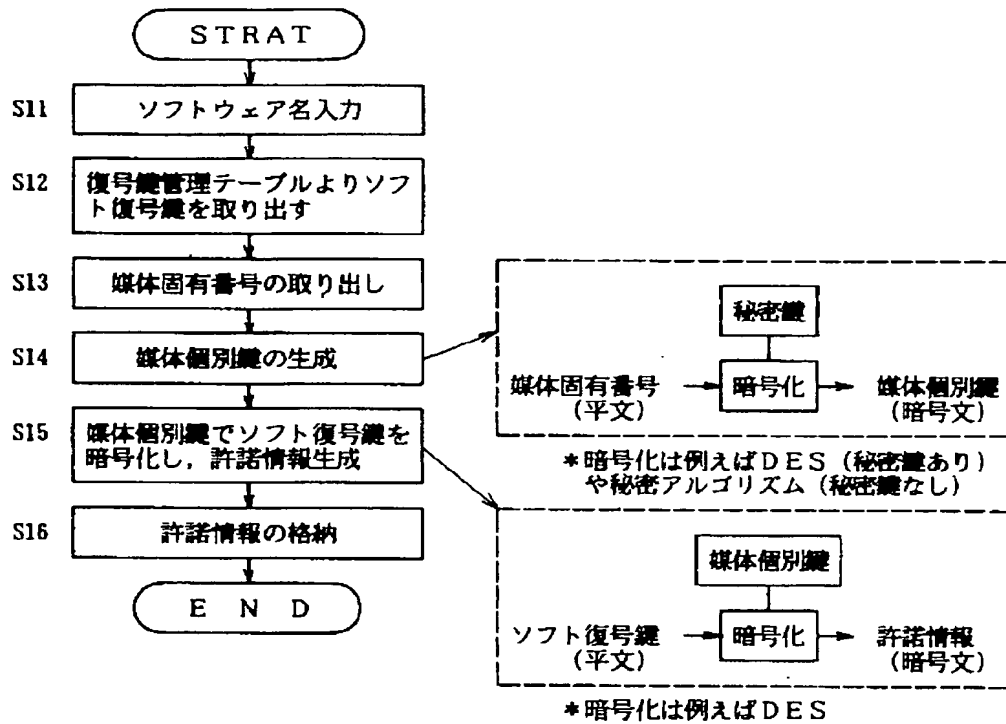 STRAT
S11
ソフトウェア名入力
S12
復号鍵管理テーブルよりソフ
ト復号鍵を取り出す
S13
媒体固有番号の取り出し
S14
媒体個別鍵の生成
S15
媒体個別鍵でソフト復号鍵を
暗号化し,許諾情報生成
S16
許諾情報の格納
END
秘密鍵
媒体固有番号
(平文)
暗号化
媒体個別鍵
(暗号文)
*暗号化は例えばDES(秘密鍵あり)
や秘密アルゴリズム(秘密鍵なし)
媒体個別鍵
ソフト復号鍵
(平文)
暗号化
許諾情報
(暗号文)
*暗号化は例えばDES